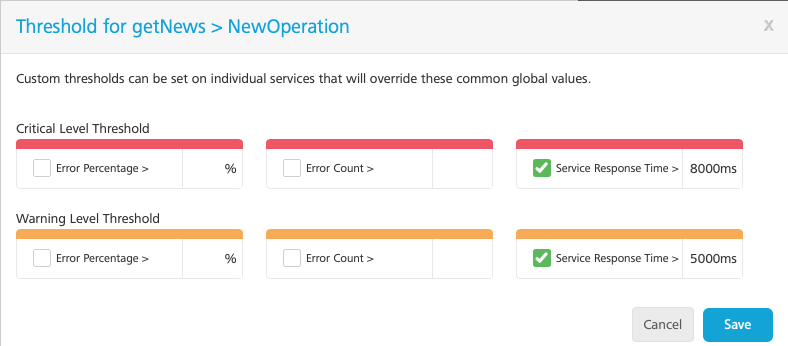 Threshold for getNews > NewOperation
X
Custom thresholds can be set on individual services that will override these common global values.
Critical Level Threshold
Error Percentage > %
Error Count >
Service Response Time > 8000ms
Warning Level Threshold
Error Percentage > %
Error Count >
Service Response Time > 5000ms
Cancel
Save